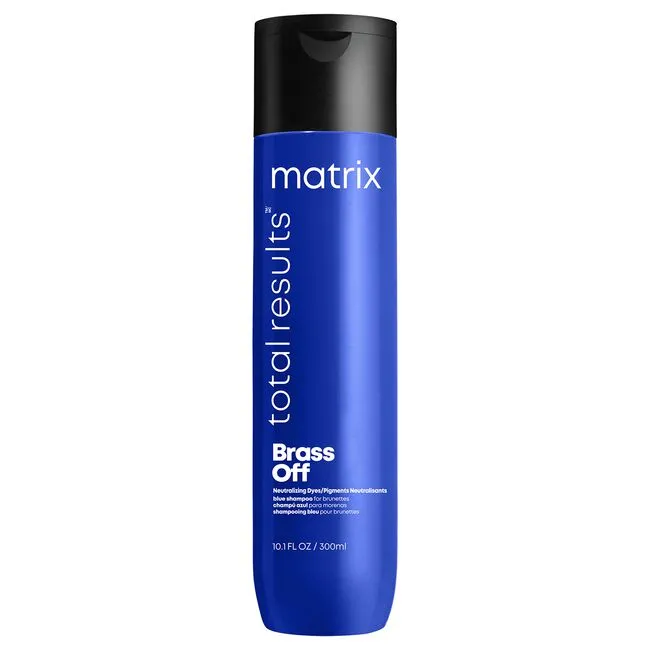 matrix
total results™
Brass
Off
Neutralizing Dyes/Pigments Neutralisants
blue shampoo for brunettes
champú azul para morenas
shampooing bleu pour brunettes
10.1 FL OZ / 300ml